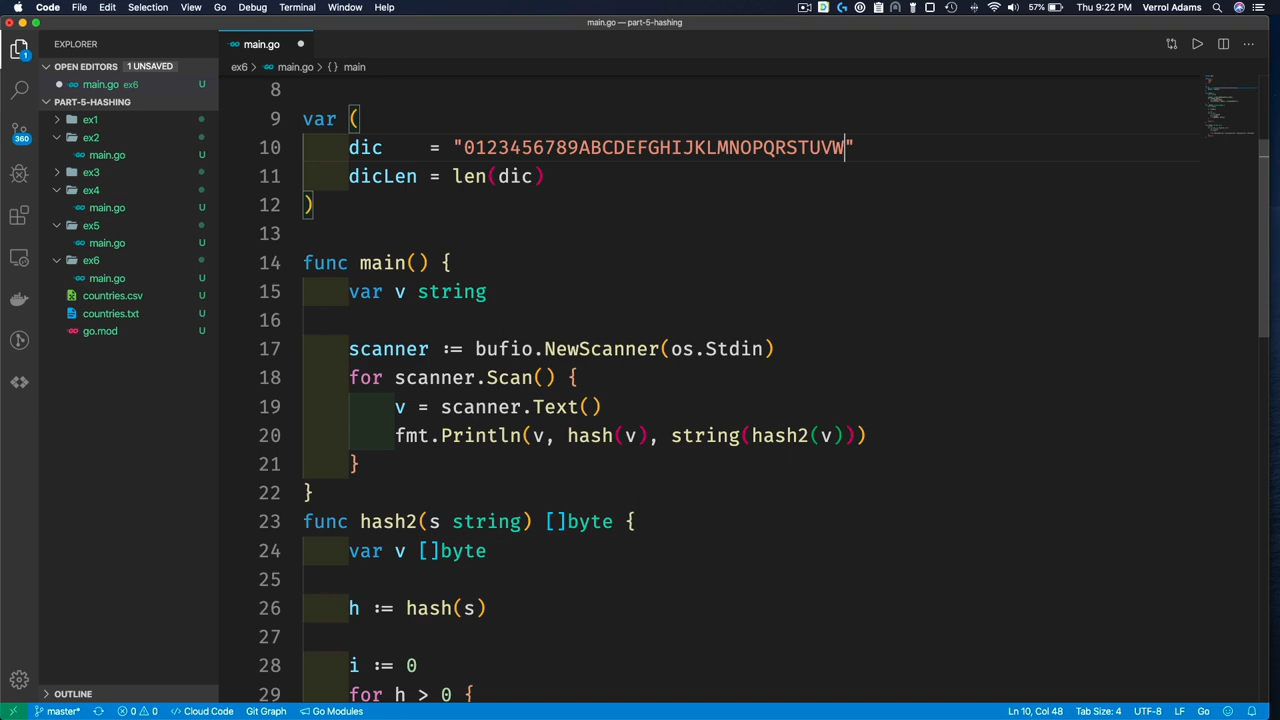 Code File Edit Selection View Go Debug Terminal Window Help 57% Thu 9:22 PM Verrol Adams
main.go — part-5-hashing
EXPLORER
OPEN EDITORS 1 UNSAVED
main.go ex6 U
PART-5-HASHING
ex1
ex2
main.go U
ex3
ex4
main.go U
ex5
main.go U
ex6
main.go U
countries.csv U
countries.txt U
go.mod U
OUTLINE
1
360
main.go
ex6 > main.go > {} main
8
9 var (
10 dic = "0123456789ABCDEFGHIJKLMNOPQRSTUVW"
11 dicLen = len(dic)
12 )
13
14 func main() {
15 var v string
16
17 scanner := bufio.NewScanner(os.Stdin)
18 for scanner.Scan() {
19 v = scanner.Text()
20 fmt.Println(v, hash(v), string(hash2(v)))
21 }
22 }
23 func hash2(s string) []byte {
24 var v []byte
25
26 h := hash(s)
27
28 i := 0
29 for h > 0 {
master* 0 0 Cloud Code Git Graph Go Modules Ln 10, Col 48 Tab Size: 4 UTF-8 LF Go